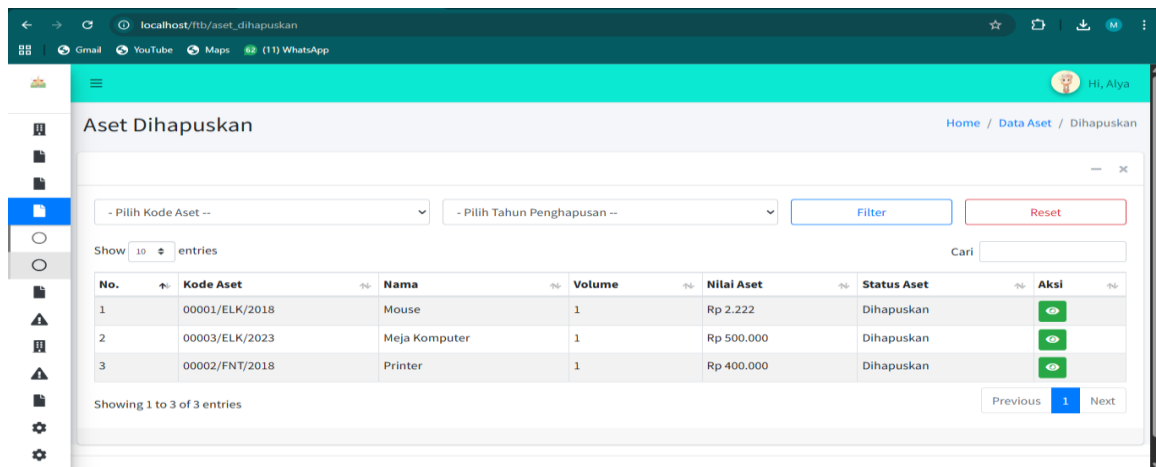 localhost/ftb/aset_dihapuskan M
Gmail YouTube Maps 62 (11) WhatsApp
Hi, Alya
Aset Dihapuskan Home / Data Aset / Dihapuskan
- Pilih Kode Aset -- - Pilih Tahun Penghapusan -- Filter Reset
Show 10 entries Cari
No. Kode Aset Nama Volume Nilai Aset Status Aset Aksi
1 00001/ELK/2018 Mouse 1 Rp 2.222 Dihapuskan
2 00003/ELK/2023 Meja Komputer 1 Rp 500.000 Dihapuskan
3 00002/FNT/2018 Printer 1 Rp 400.000 Dihapuskan
Showing 1 to 3 of 3 entries Previous 1 Next